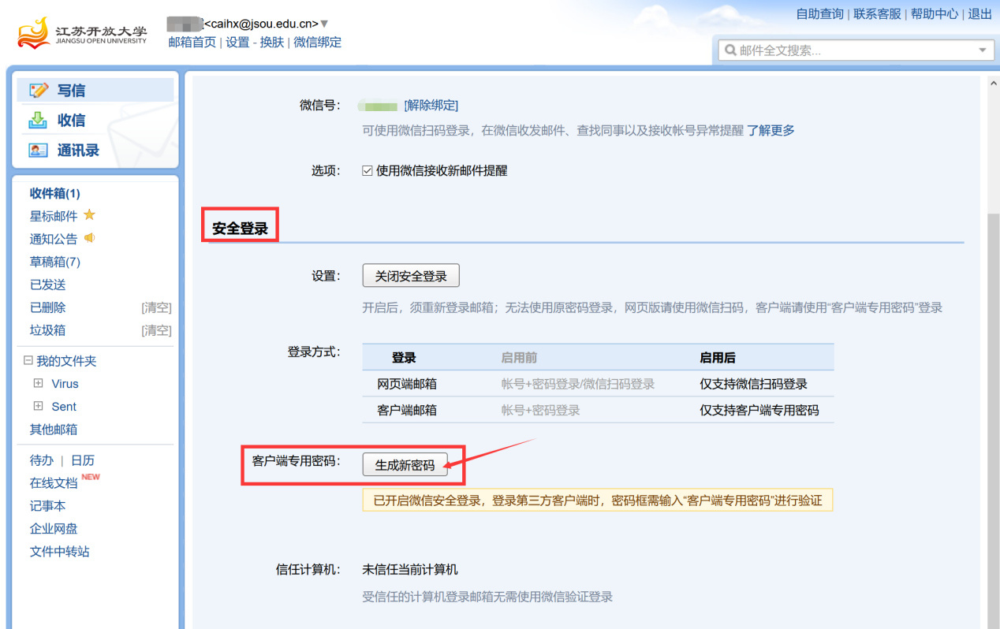 江苏开放大学
JIANGSU OPEN UNIVERSITY
<caihx@jsou.edu.cn>
邮箱首页 | 设置 - 换肤 | 微信绑定
自助查询 | 联系客服 | 帮助中心 | 退出
邮件全文搜索...
写信
收信
通讯录
收件箱(1)
星标邮件
通知公告
草稿箱(7)
已发送
已删除 [清空]
垃圾箱 [清空]
我的文件夹
Virus
Sent
其他邮箱
待办 | 日历
在线文档 NEW
记事本
企业网盘
文件中转站
微信号： [解除绑定]
可使用微信扫码登录，在微信收发邮件、查找同事以及接收帐号异常提醒 了解更多
选项： 使用微信接收新邮件提醒
安全登录
设置： 关闭安全登录
开启后，须重新登录邮箱；无法使用原密码登录，网页版请使用微信扫码，客户端请使用“客户端专用密码”登录
登录方式： 登录 启用前 启用后
网页端邮箱 帐号+密码登录/微信扫码登录 仅支持微信扫码登录
客户端邮箱 帐号+密码登录 仅支持客户端专用密码
客户端专用密码： 生成新密码
已开启微信安全登录，登录第三方客户端时，密码框需输入“客户端专用密码”进行验证
信任计算机： 未信任当前计算机
受信任的计算机登录邮箱无需使用微信验证登录